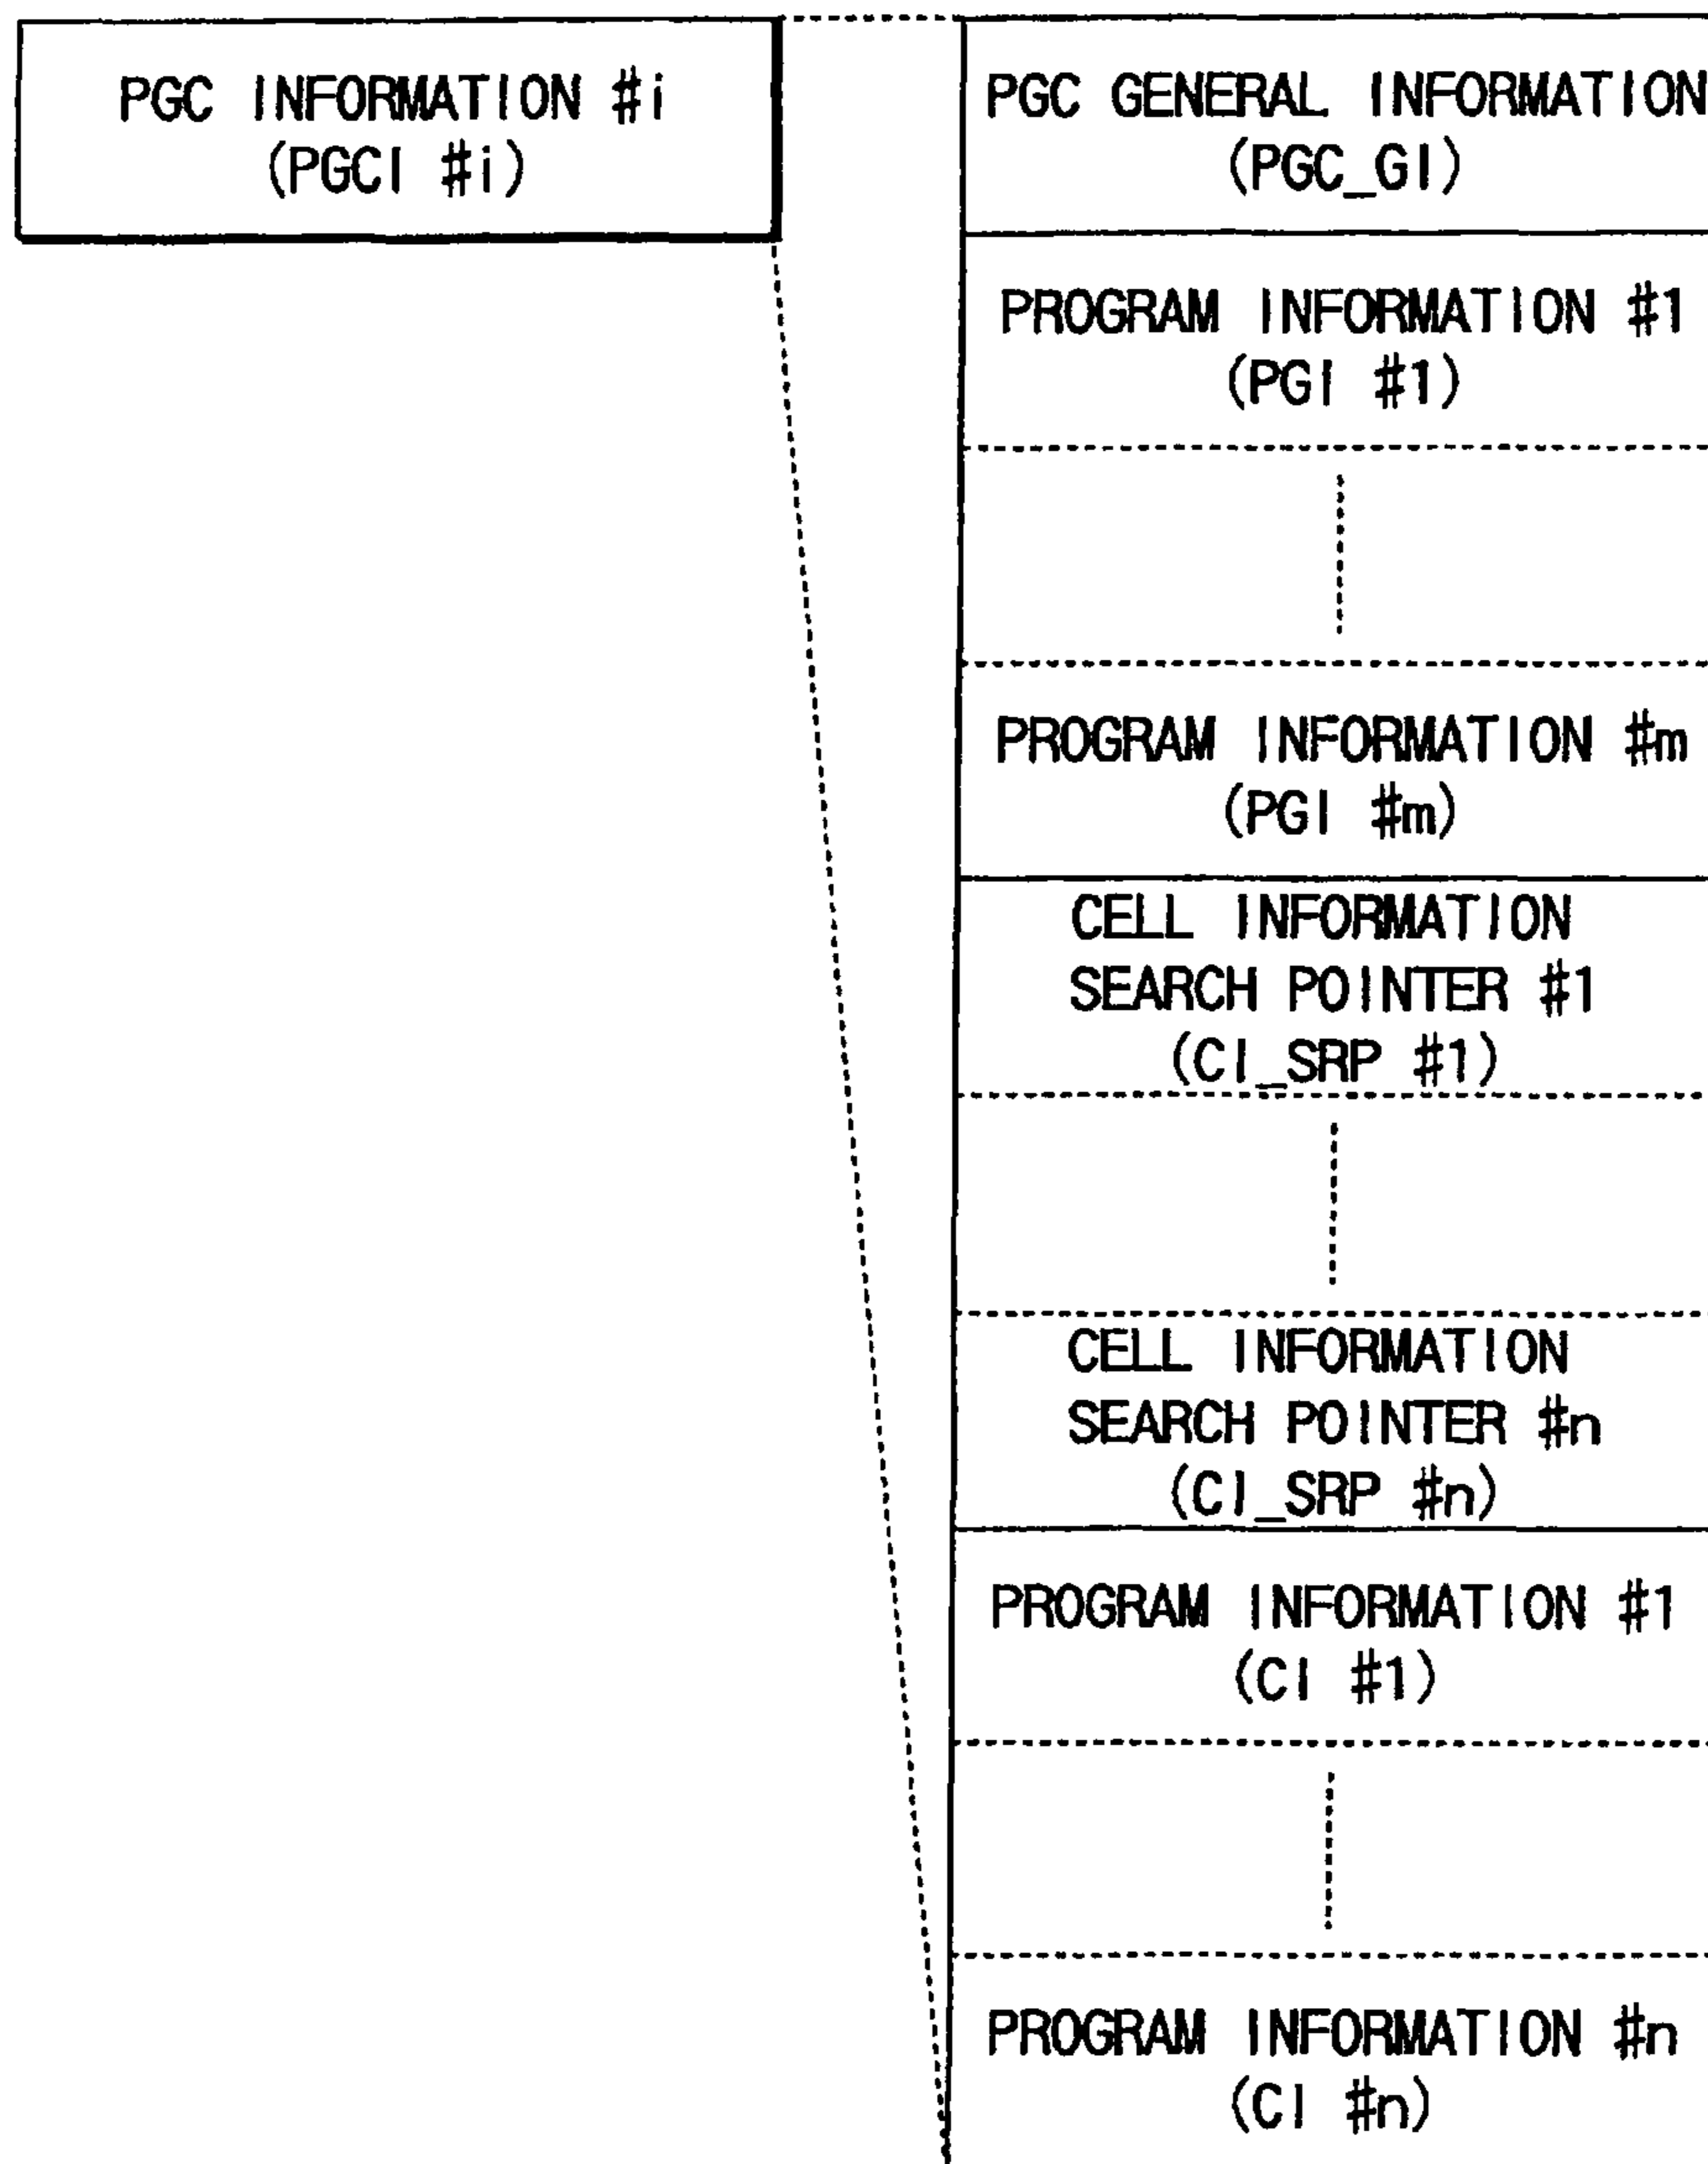 PGC INFORMATION #i
(PGCI #i)
PGC GENERAL INFORMATION
(PGC_GI)
PROGRAM INFORMATION #1
(PGI #1)
PROGRAM INFORMATION #m
(PGI #m)
CELL INFORMATION
SEARCH POINTER #1
(CI_SRP #1)
CELL INFORMATION
SEARCH POINTER #n
(CI_SRP #n)
PROGRAM INFORMATION #1
(CI #1)
PROGRAM INFORMATION #n
(CI #n)